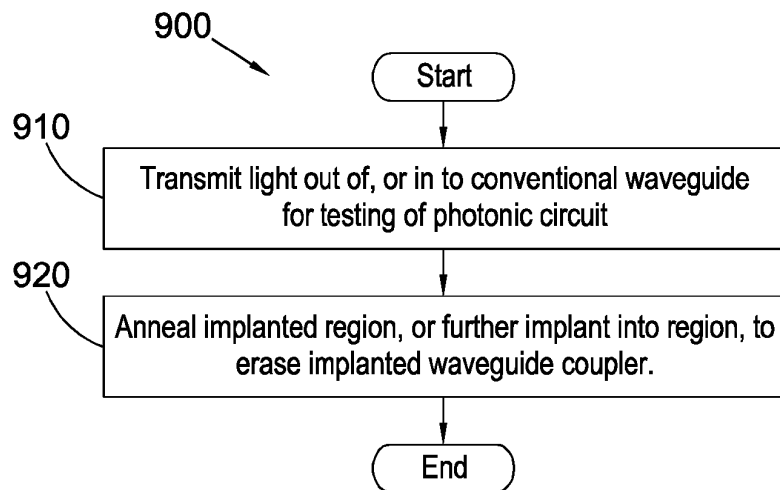 900
Start
910
Transmit light out of, or in to conventional waveguide
for testing of photonic circuit
920
Anneal implanted region, or further implant into region, to
erase implanted waveguide coupler.
End